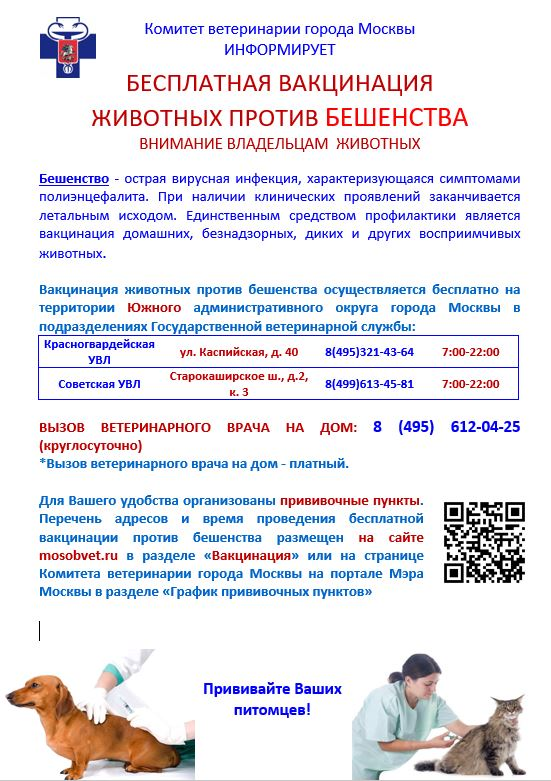 Комитет ветеринарии города Москвы
ИНФОРМИРУЕТ
БЕСПЛАТНАЯ ВАКЦИНАЦИЯ
ЖИВОТНЫХ ПРОТИВ БЕШЕНСТВА
ВНИМАНИЕ ВЛАДЕЛЬЦАМ ЖИВОТНЫХ
Бешенство - острая вирусная инфекция, характеризующаяся симптомами
полиэнцефалита. При наличии клинических проявлений заканчивается
летальным исходом. Единственным средством профилактики является
вакцинация домашних, безнадзорных, диких и других восприимчивых
животных.
Вакцинация животных против бешенства осуществляется бесплатно на
территории Южного административного округа города Москвы в
подразделениях Государственной ветеринарной службы:
Красногвардейская
УВЛ
ул. Каспийская, д. 40
8(495)321-43-64
7:00-22:00
Советская УВЛ
Старокаширское ш., д.2,
к. 3
8(499)613-45-81
7:00-22:00
ВЫЗОВ ВЕТЕРИНАРНОГО ВРАЧА НА ДОМ: 8 (495) 612-04-25
(круглосуточно)
*Вызов ветеринарного врача на дом - платный.
Для Вашего удобства организованы прививочные пункты.
Перечень адресов и время проведения бесплатной
вакцинации против бешенства размещен на сайте
mosobvet.ru в разделе «Вакцинация» или на странице
Комитета ветеринарии города Москвы на портале Мэра
Москвы в разделе «График прививочных пунктов»
Прививайте Ваших
питомцев!